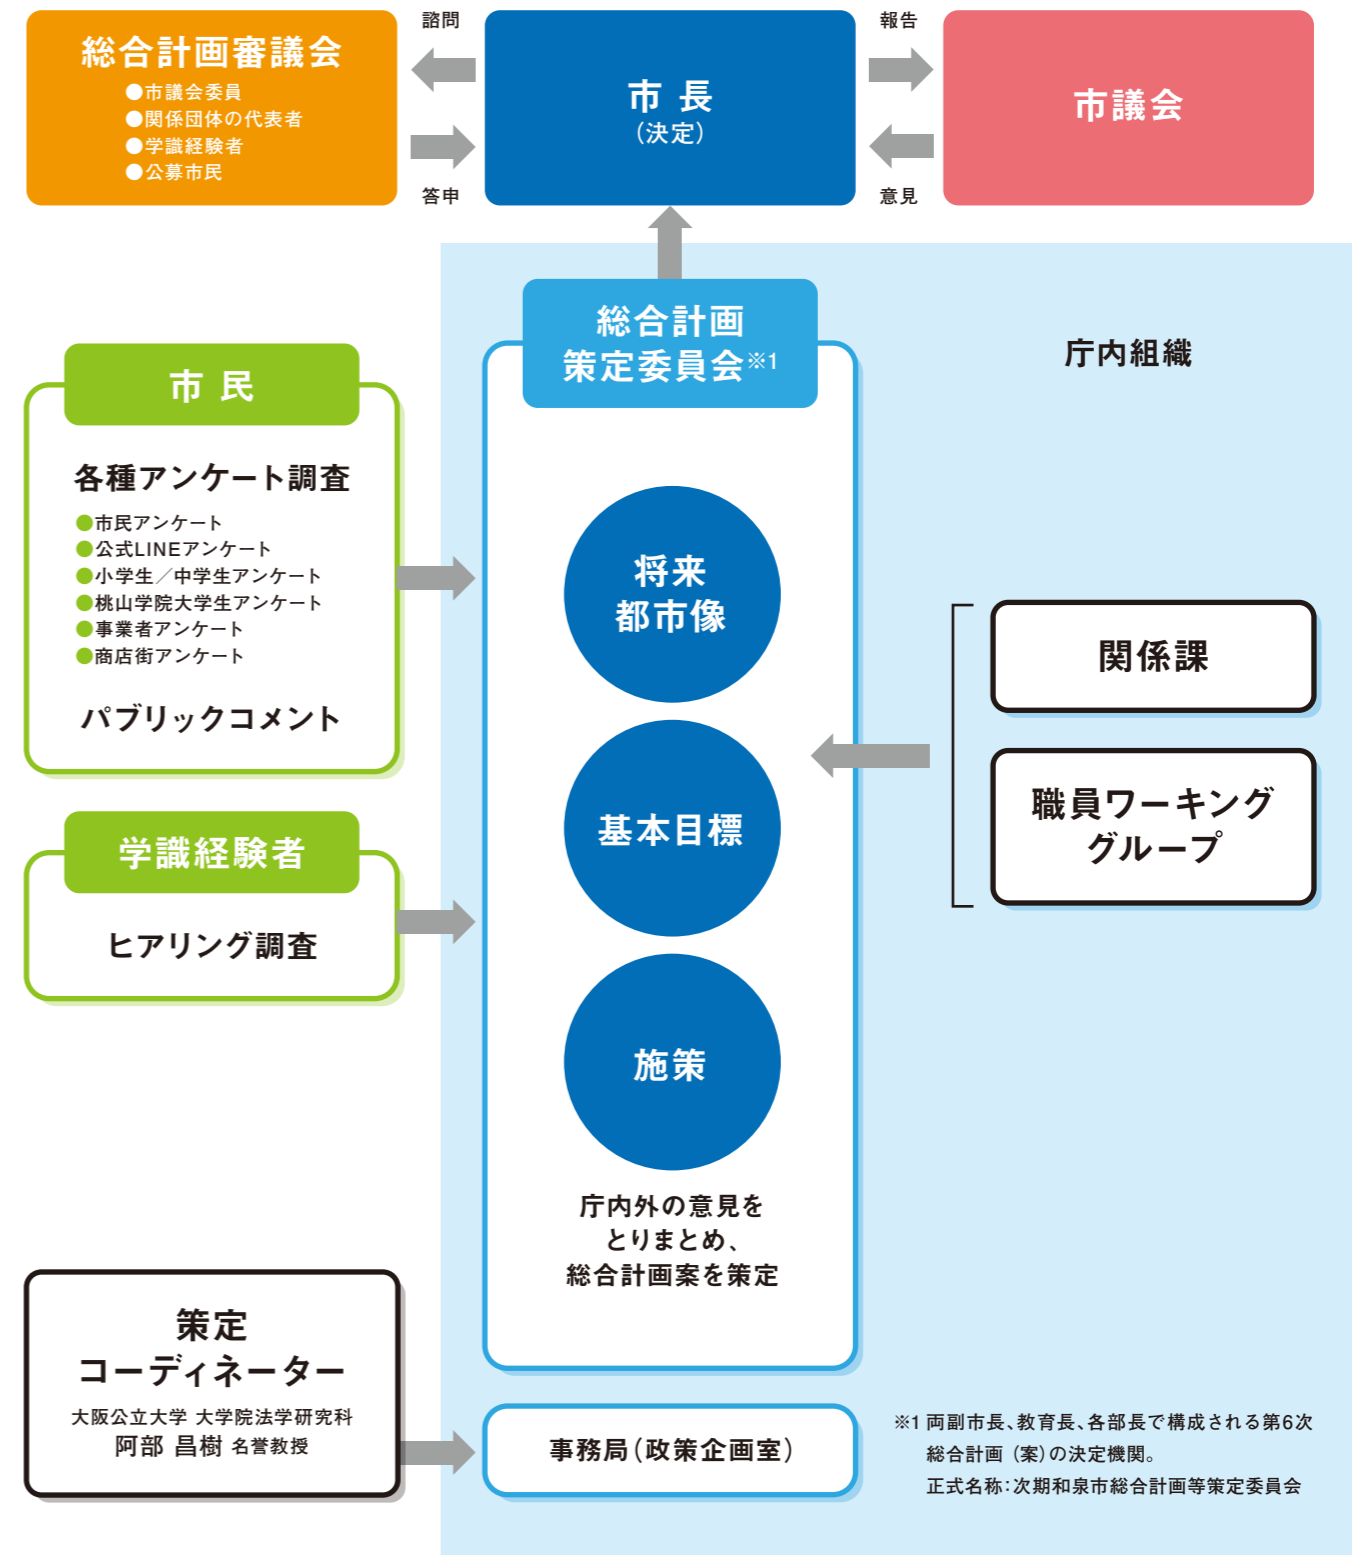 総合計画審議会
●市議会委員
●関係団体の代表者
●学識経験者
●公募市民
諮問
答申
市長
（決定）
報告
意見
市議会
庁内組織
総合計画
策定委員会※1
市民
各種アンケート調査
●市民アンケート
●公式LINEアンケート
●小学生／中学生アンケート
●桃山学院大学生アンケート
●事業者アンケート
●商店街アンケート
パブリックコメント
学識経験者
ヒアリング調査
将来
都市像
基本目標
施策
庁内外の意見を
とりまとめ、
総合計画案を策定
関係課
職員ワーキング
グループ
策定
コーディネーター
大阪公立大学 大学院法学研究科
阿部 昌樹 名誉教授
事務局（政策企画室）
※1 両副市長、教育長、各部長で構成される第6次
総合計画（案）の決定機関。
正式名称：次期和泉市総合計画等策定委員会